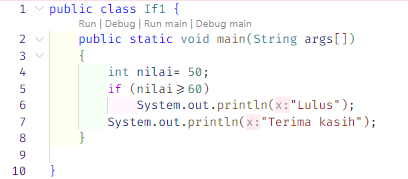 1 public class If1 {
Run | Debug | Run main | Debug main
2 public static void main(String args[])
3 {
4 int nilai= 50;
5 if (nilai≥60)
6 System.out.println(x:"Lulus");
7 System.out.println(x:"Terima kasih");
8 }
9
10 }